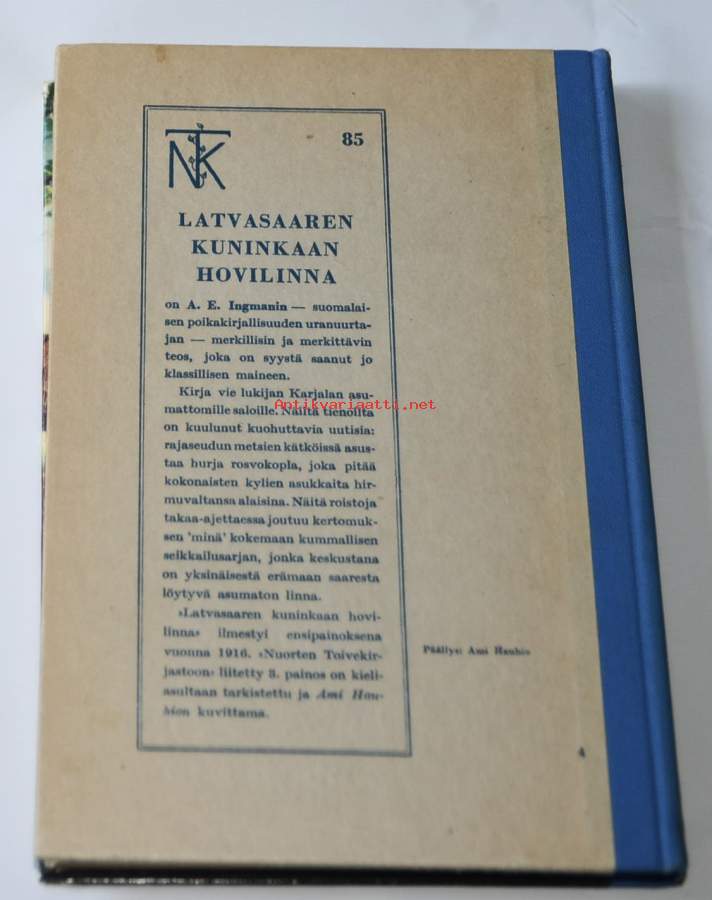 NTK
85
LATVASAAREN
KUNINKAAN
HOVILINNA
on A. E. Ingmanin — suomalai-
sen poikakirjallisuuden uranuurta-
jan — merkillisin ja merkittävin
teos, joka on syystä saanut jo
klassillisen maineen.
Kirja vie lukijan Karjalan asu-
mattomille saloille. Näiltä tienoilta
Antikvariaatti.net
on kuulunut kuohuttavia uutisia:
rajaseudun metsien kätköissä asus-
taa hurja rosvokopla, joka pitää
kokonaisten kylien asukkaita hir-
muvaltansa alaisina. Näitä roistoja
takaa-ajettaessa joutuu kertomuk-
sen 'minä' kokemaan kummallisen
seikkailusarjan, jonka keskustana
on yksinäisestä erämaan saaresta
löytyvä asumaton linna.
»Latvasaaren kuninkaan hovi-
linna» ilmestyi ensipainoksena
vuonna 1916. »Nuorten Toivekir-
jastoon» liitetty 3. painos on kieli-
asultaan tarkistettu ja Ami Hau-
hion kuvittama.
Päällys: Ami Hauhio
4